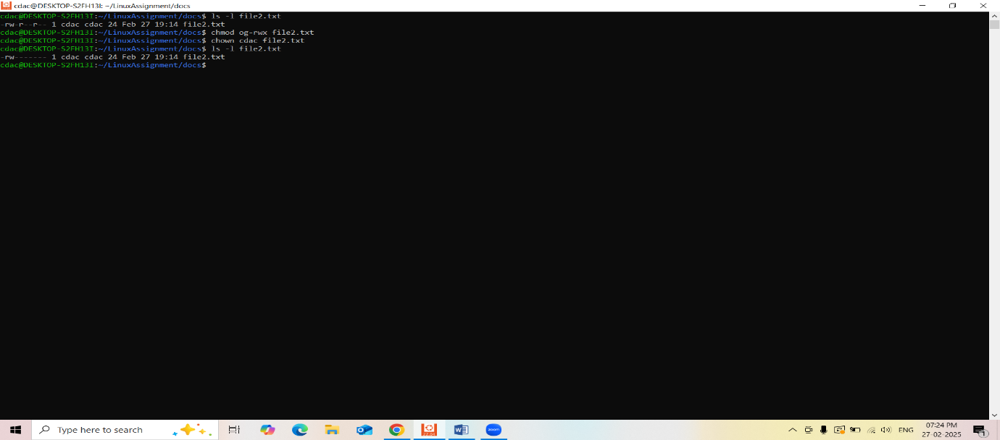 cdac@DESKTOP-S2FH13I: ~/LinuxAssignment/docs
cdac@DESKTOP-S2FH13I:~/LinuxAssignment/docs$ ls -l file2.txt
-rw-r--r-- 1 cdac cdac 24 Feb 27 19:14 file2.txt
cdac@DESKTOP-S2FH13I:~/LinuxAssignment/docs$ chmod og-rwx file2.txt
cdac@DESKTOP-S2FH13I:~/LinuxAssignment/docs$ chown cdac file2.txt
cdac@DESKTOP-S2FH13I:~/LinuxAssignment/docs$ ls -l file2.txt
-rw------- 1 cdac cdac 24 Feb 27 19:14 file2.txt
cdac@DESKTOP-S2FH13I:~/LinuxAssignment/docs$
Type here to search
22.04
zoom
ENG
07:24 PM
27-02-2025
1